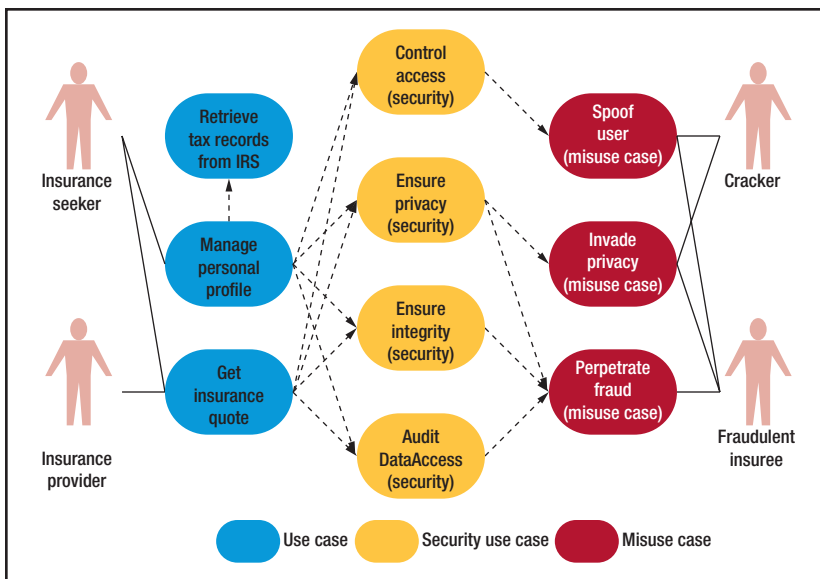 Control
access
(security)
Retrieve
tax records
from IRS
Spoof
user
(misuse case)
Insurance
seeker
Ensure
privacy
(security)
Cracker
Manage
personal
profile
Invade
privacy
(misuse case)
Ensure
integrity
(security)
Get
insurance
quote
Perpetrate
fraud
(misuse case)
Insurance
provider
Audit
DataAccess
(security)
Fraudulent
insuree
Use case
Security use case
Misuse case